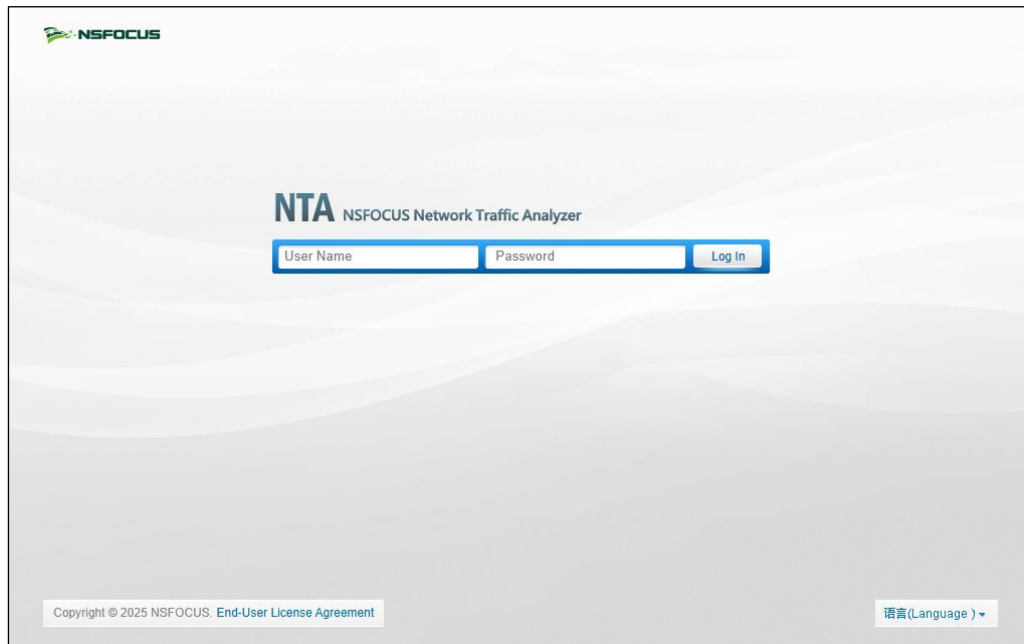 NSFOCUS
NTA NSFOCUS Network Traffic Analyzer
User Name Password Log In
Copyright © 2025 NSFOCUS. End-User License Agreement
语言(Language )